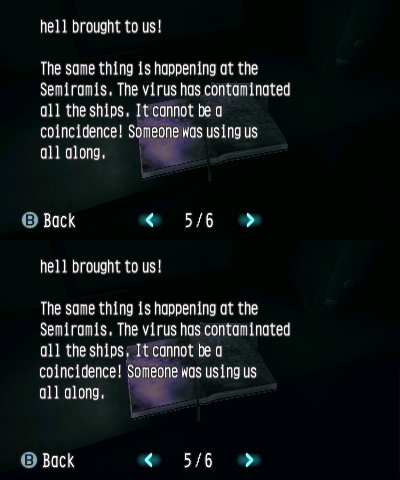 hell brought to us!
The same thing is happening at the
Semiramis. The virus has contaminated
all the ships. It cannot be a
coincidence! Someone was using us
all along.
B Back < 5/6 >
hell brought to us!
The same thing is happening at the
Semiramis. The virus has contaminated
all the ships. It cannot be a
coincidence! Someone was using us
all along.
B Back < 5/6 >